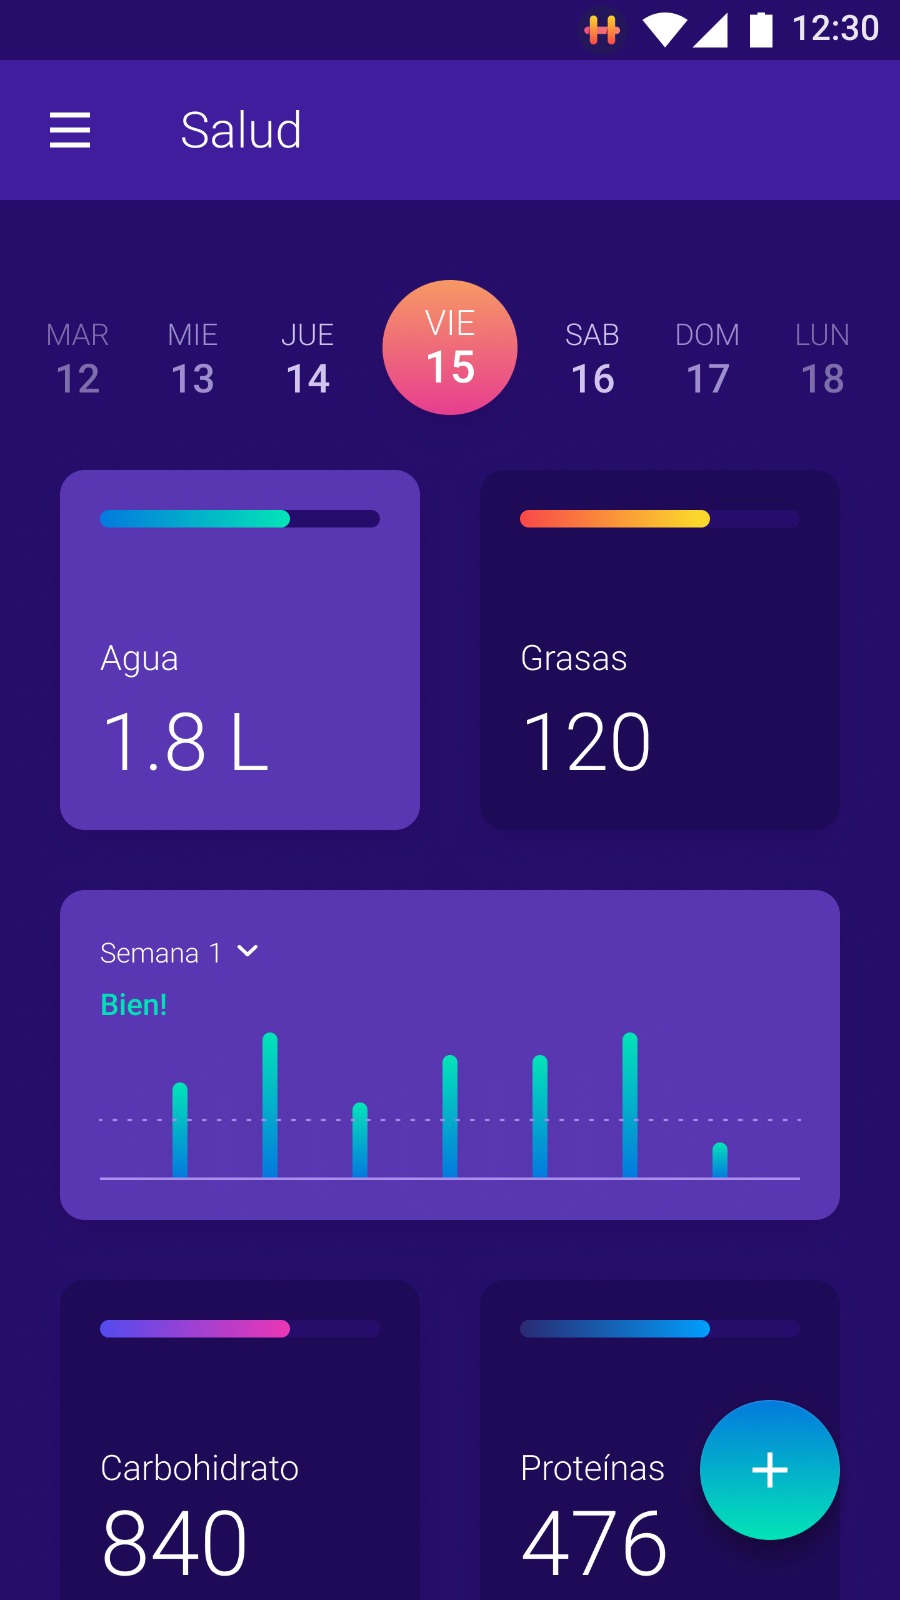 12:30
Salud
MAR MIE JUE VIE SAB DOM LUN
12 13 14 15 16 17 18
Agua
1.8 L
Grasas
120
Semana 1
Bien!
Carbohidrato
840
Proteínas
476